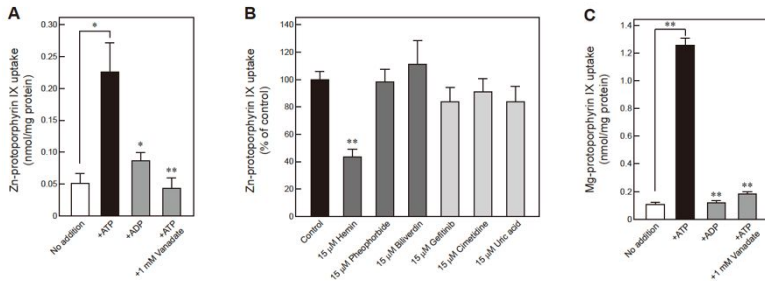 A
Zn-protoporphyrin IX uptake
(nmol/mg protein)
0.30
0.25
0.20
0.15
0.10
0.05
0
*
*
**
No addition
+ATP
+ADP
+ATP
+1 mM Vanadate
B
Zn-protoporphyrin IX uptake
(% of control)
140
120
100
80
60
40
20
0
**
Control
15 μM Hemin
15 μM Pheophorbide
15 μM Biliverdin
15 μM Gefitinib
15 μM Cimetidine
15 μM Uric acid
C
Mg-protoporphyrin IX uptake
(nmol/mg protein)
1.4
1.2
1.0
0.8
0.6
0.4
0.2
0
**
**
**
No addition
+ATP
+ADP
+ATP
+1 mM Vanadate